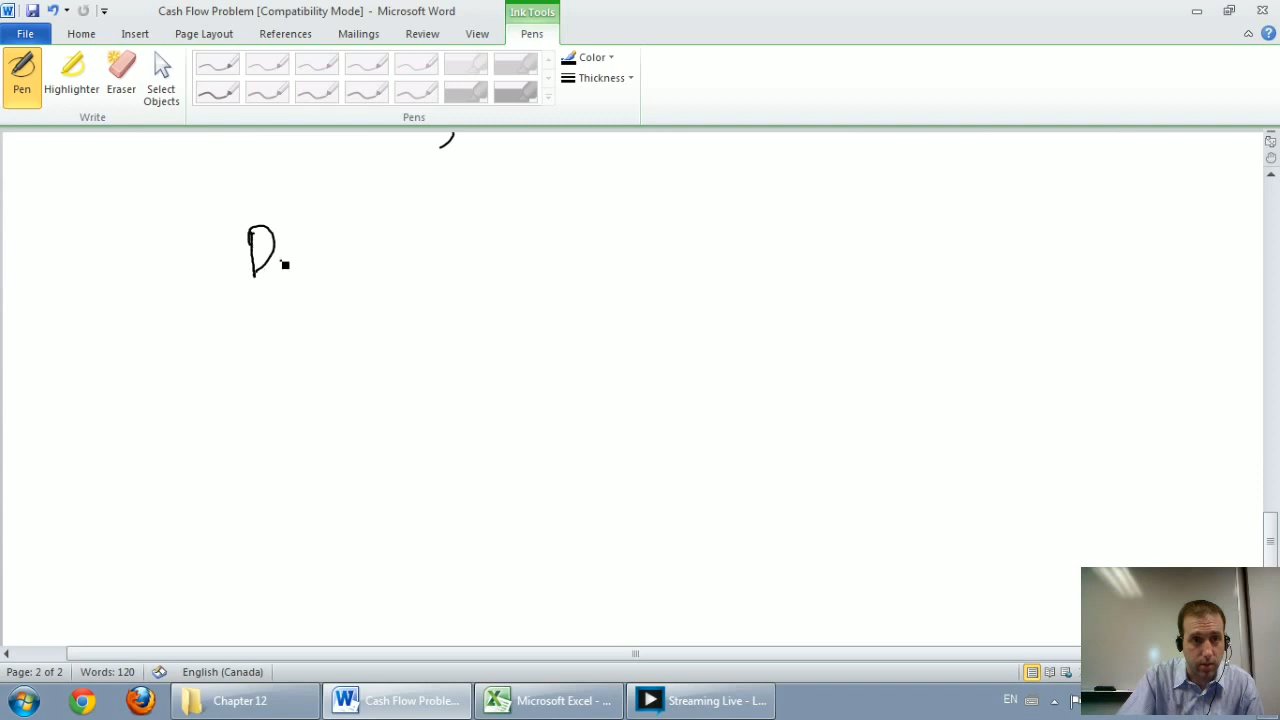 Cash Flow Problem [Compatibility Mode] - Microsoft Word
Ink Tools
File Home Insert Page Layout References Mailings Review View Pens
Pen Highlighter Eraser Select Objects
Color
Thickness
Write Pens
D.
Page: 2 of 2 Words: 120 English (Canada)
Chapter 12 Cash Flow Proble... Microsoft Excel - ... Streaming Live - L... EN